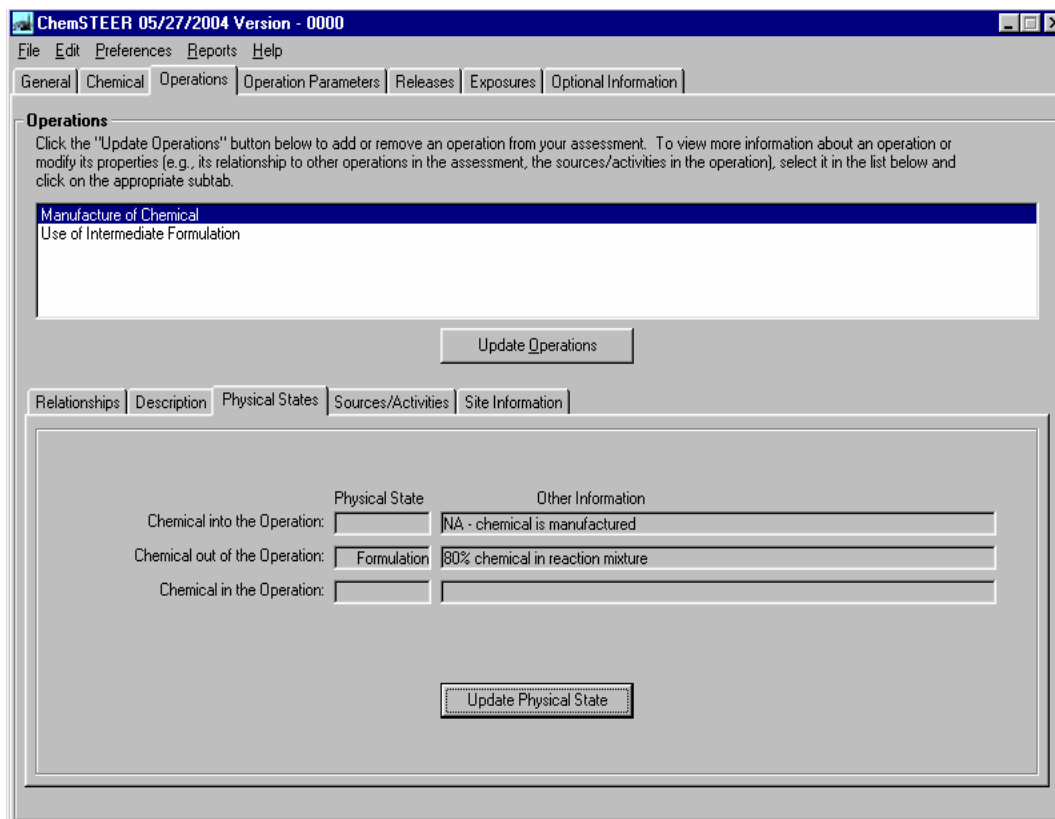 ChemSTEER 05/27/2004 Version - 0000
File Edit Preferences Reports Help
General Chemical Operations Operation Parameters Releases Exposures Optional Information
Operations
Click the "Update Operations" button below to add or remove an operation from your assessment. To view more information about an operation or
modify its properties (e.g., its relationship to other operations in the assessment, the sources/activities in the operation), select it in the list below and
click on the appropriate subtab.
Manufacture of Chemical
Use of Intermediate Formulation
Update Operations
Relationships Description Physical States Sources/Activities Site Information
Physical State Other Information
Chemical into the Operation: NA - chemical is manufactured
Chemical out of the Operation: Formulation 80% chemical in reaction mixture
Chemical in the Operation:
Update Physical State